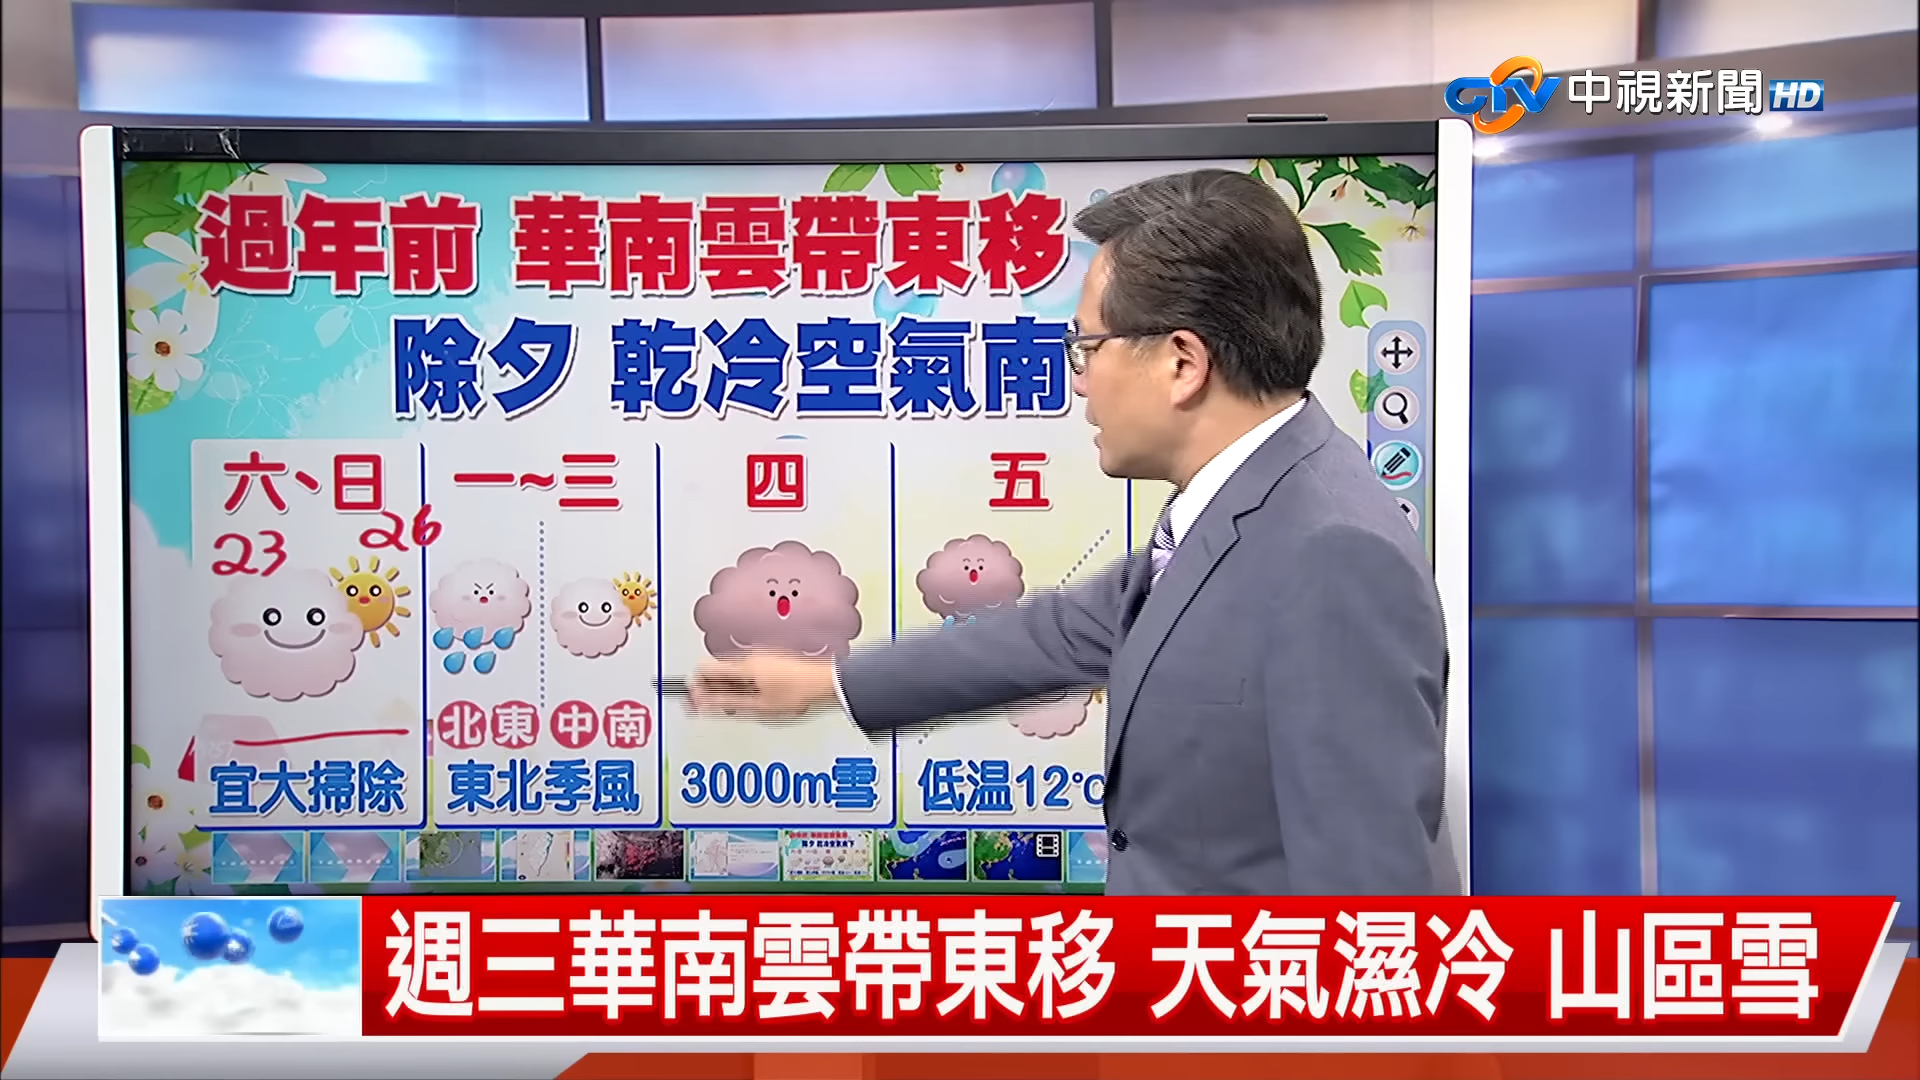 CTV 中視新聞 HD
過年前 華南雲帶東移
除夕 乾冷空氣南
六、日 一~三 四 五
23 26
北 東 中 南
宜大掃除 東北季風 3000m雪 低溫12°c
週三華南雲帶東移 天氣濕冷 山區雪